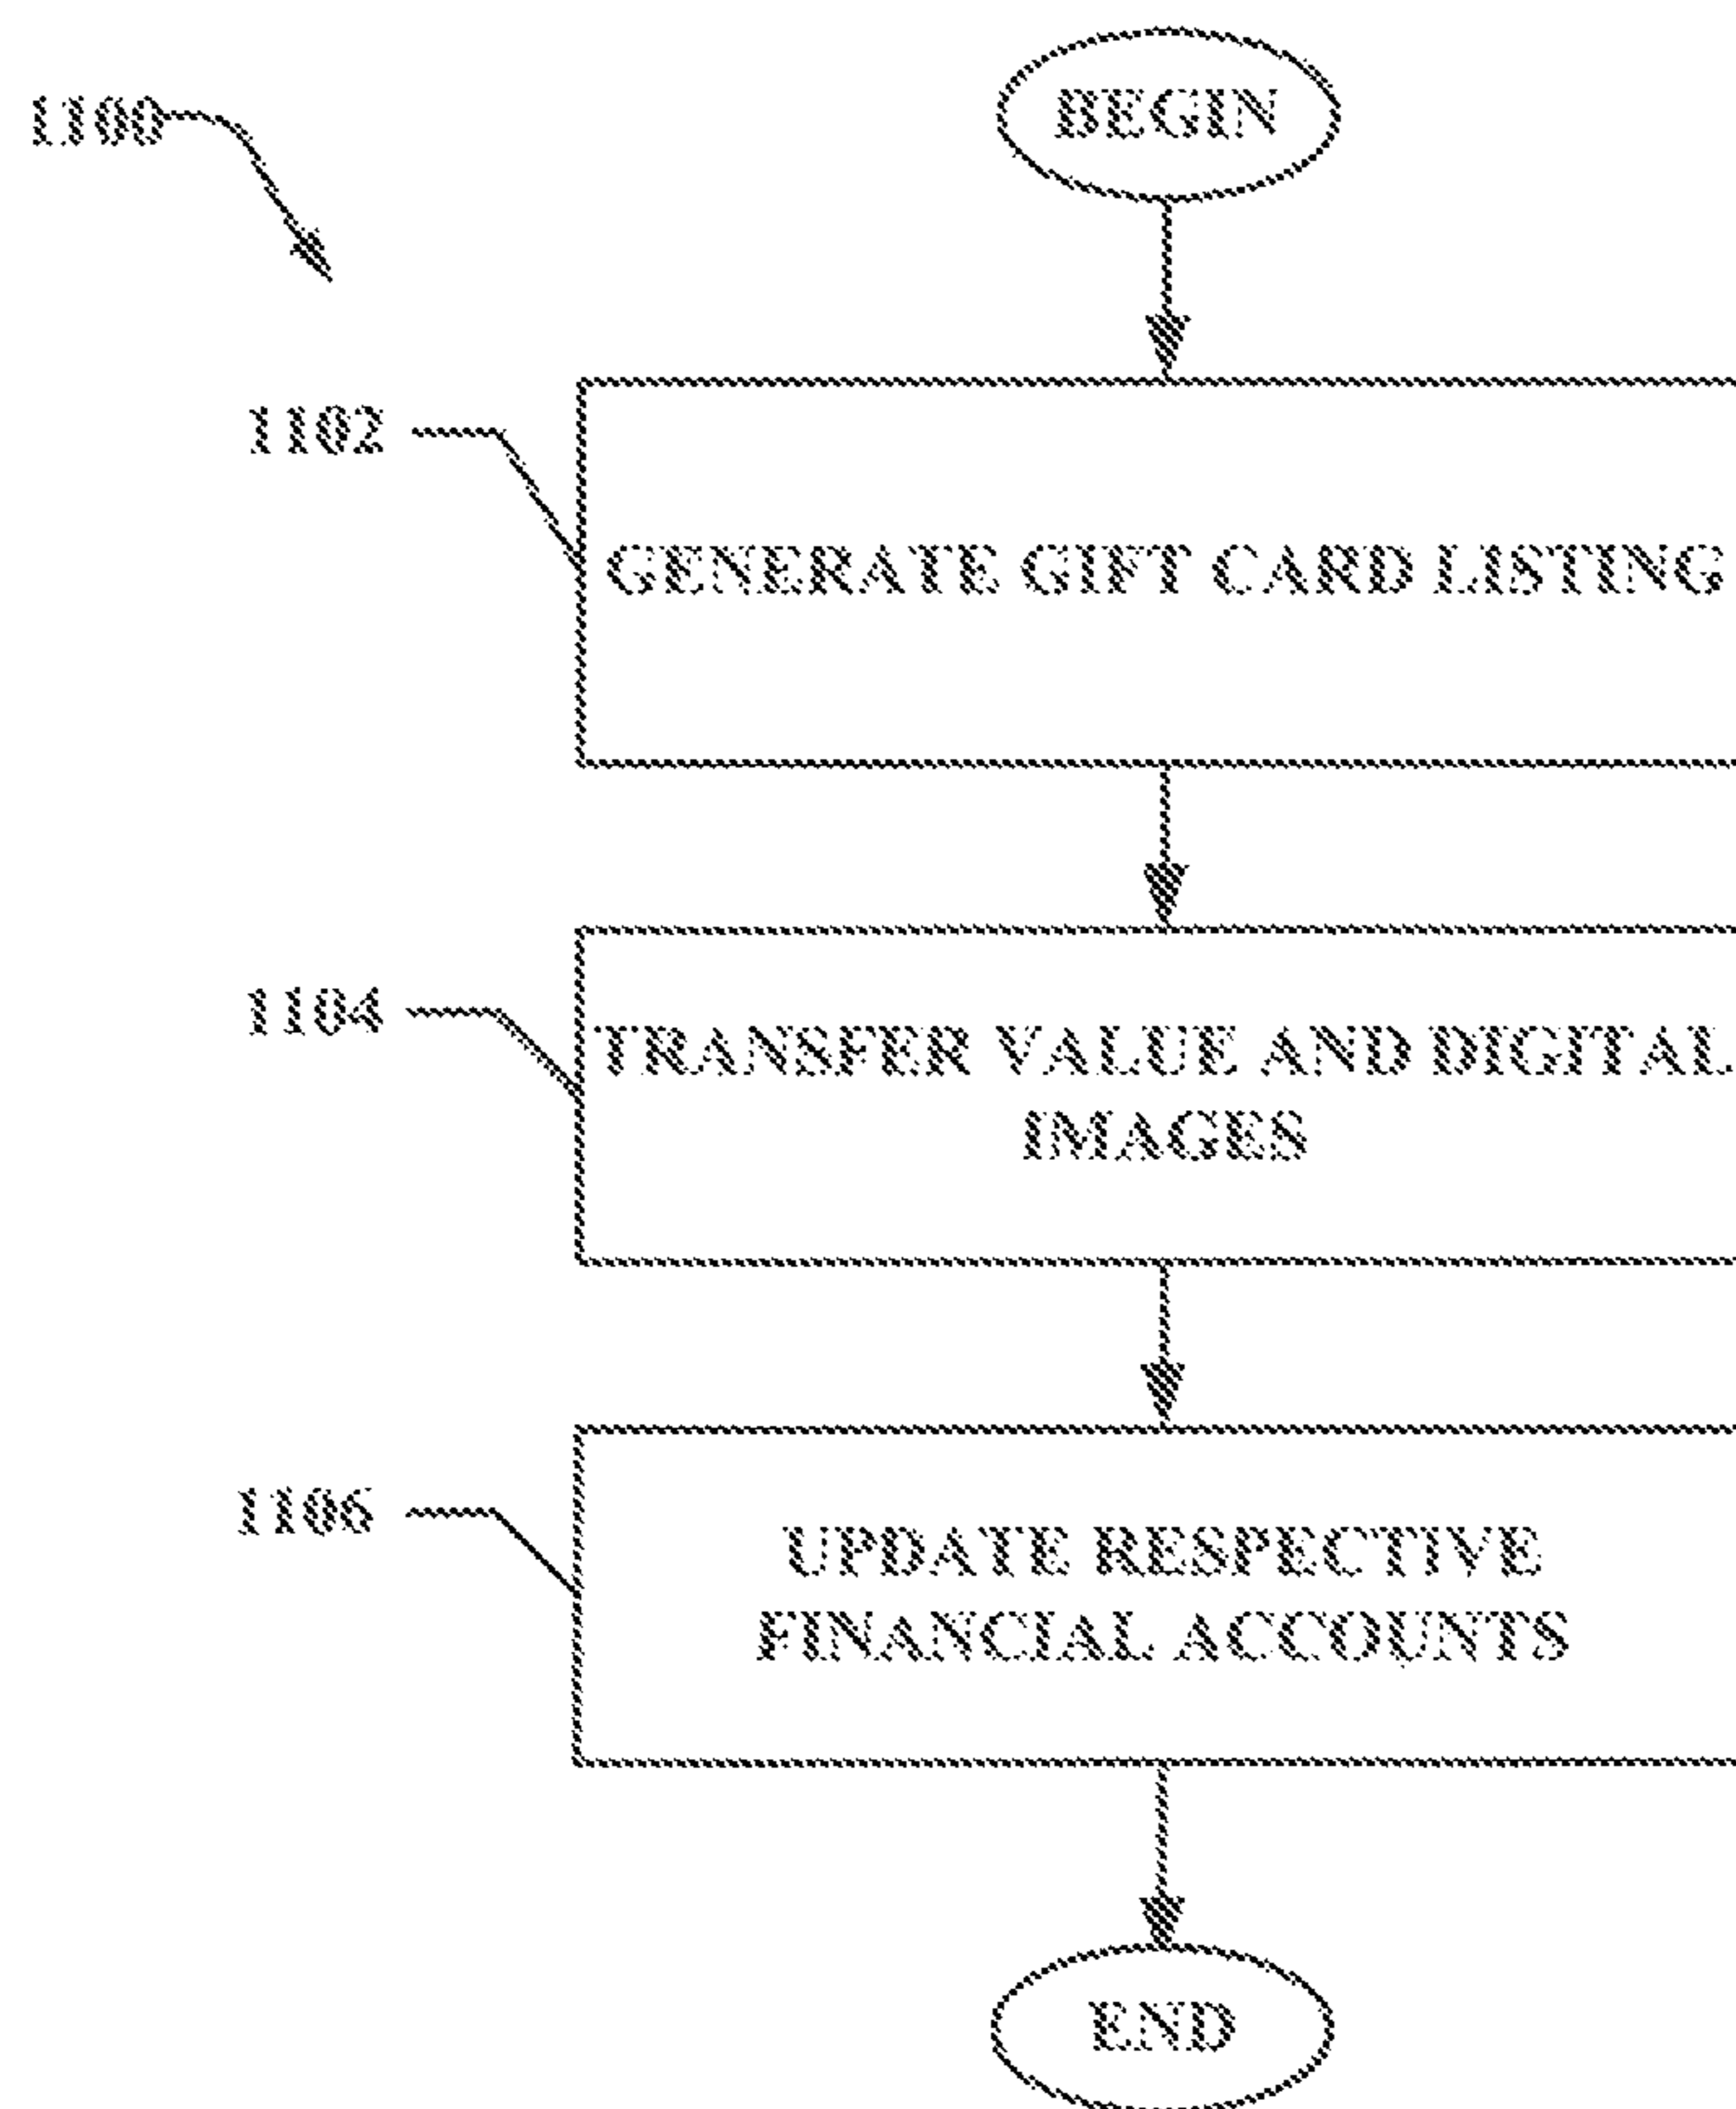 1100
BEGIN
1102
GENERATE GIFT CARD LISTING
1104
TRANSFER VALUE AND DIGITAL
IMAGES
1106
UPDATE RESPECTIVE
FINANCIAL ACCOUNTS
END